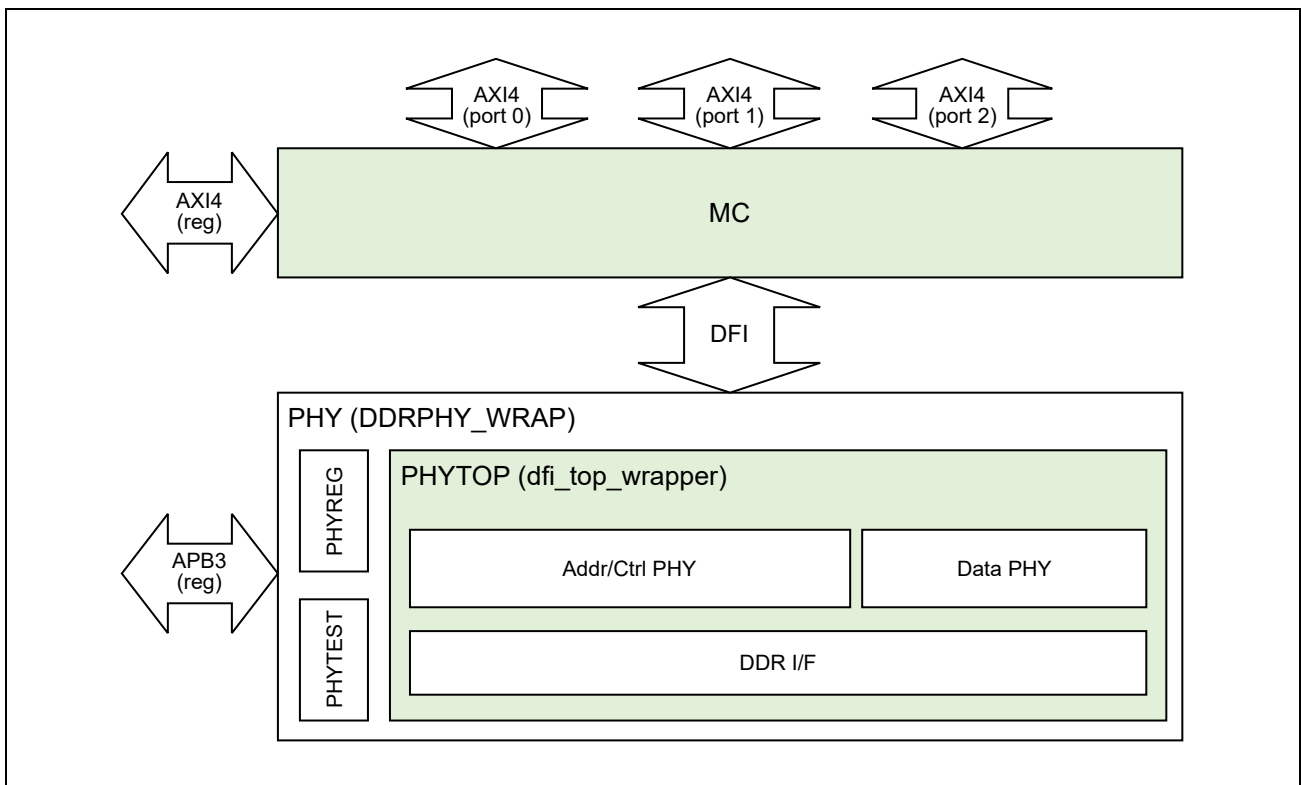 AXI4
(port 0)
AXI4
(port 1)
AXI4
(port 2)
AXI4
(reg)
MC
DFI
PHY (DDRPHY_WRAP)
PHYREG
PHYTOP (dfi_top_wrapper)
Addr/Ctrl PHY
Data PHY
APB3
(reg)
PHYTEST
DDR I/F